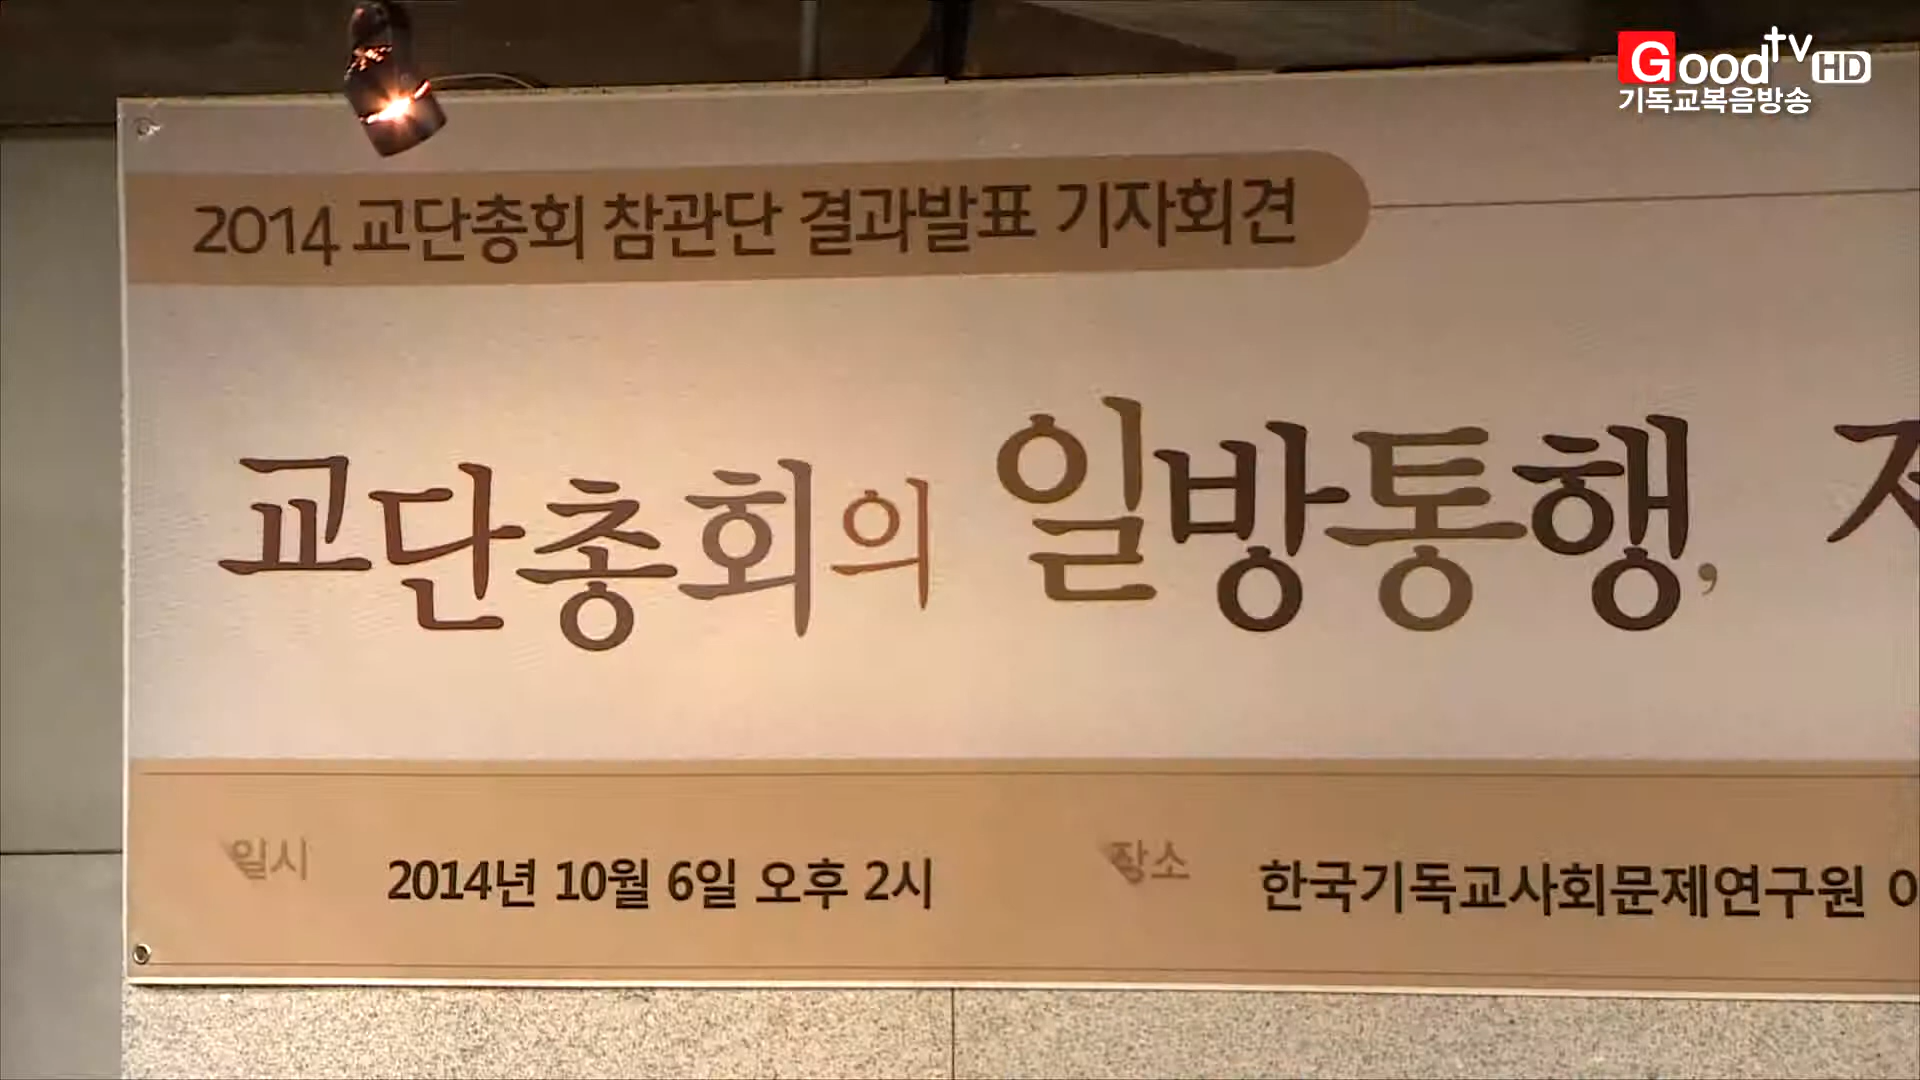 Good tv HD
기독교복음방송
2014 교단총회 참관단 결과발표 기자회견
교단총회의 일방통행,
일시 2014년 10월 6일 오후 2시
장소 한국기독교사회문제연구원